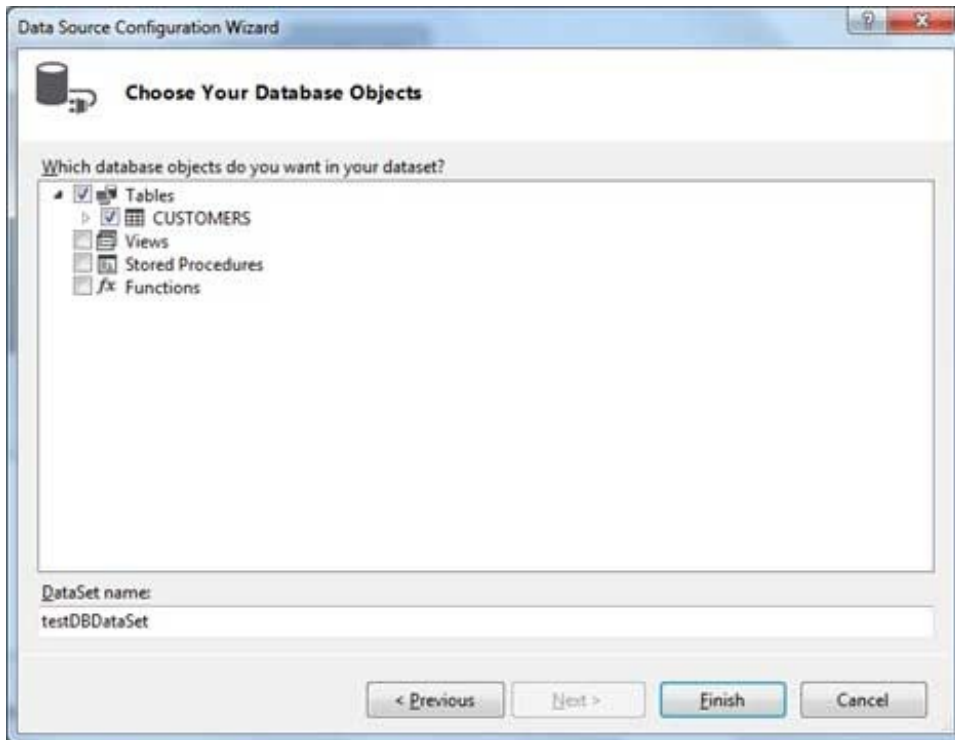 Data Source Configuration Wizard
Choose Your Database Objects
Which database objects do you want in your dataset?
Tables
CUSTOMERS
Views
Stored Procedures
fx Functions
DataSet name:
testDBDataSet
< Previous Next > Finish Cancel